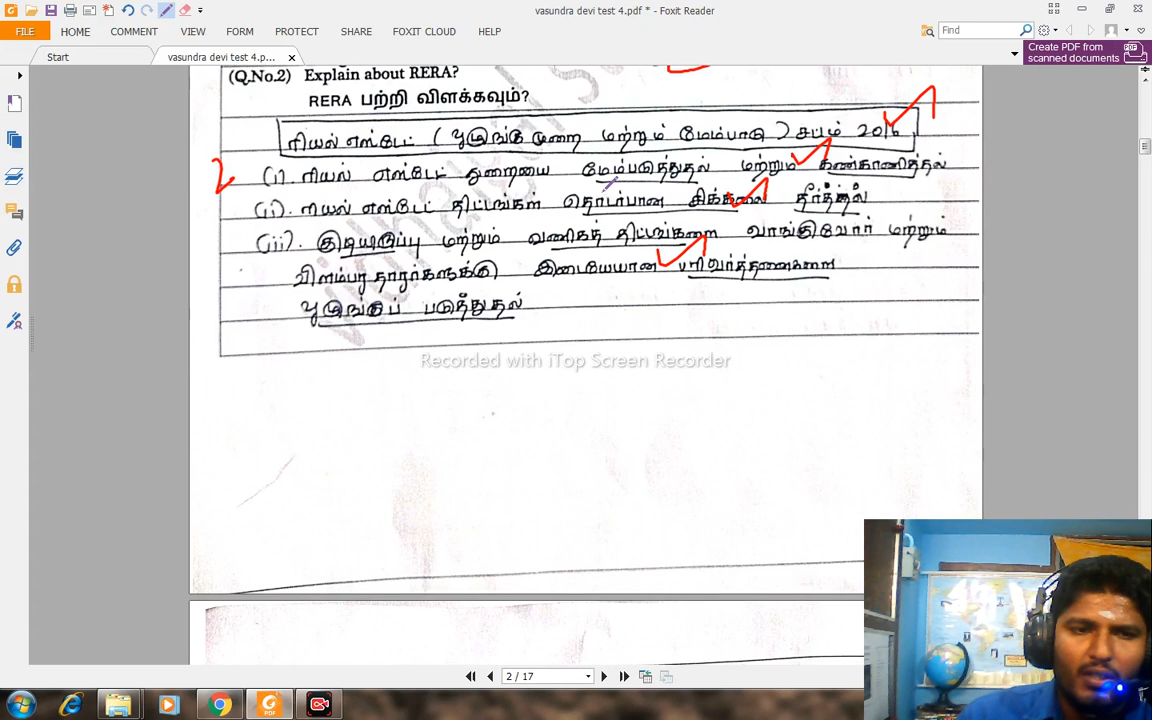 vasundra devi test 4.pdf * - Foxit Reader
FILE HOME COMMENT VIEW FORM PROTECT SHARE FOXIT CLOUD HELP
Find
Start vasundra devi test 4.p...
Create PDF from
scanned documents
(Q.No.2) Explain about RERA?
RERA பற்றி விளக்கவும்?
ரியல் எஸ்டேட் ( ஒழுங்குமுறை மற்றும் மேம்பாடு ) சட்டம் 2016
2 (i). ரியல் எஸ்டேட் துறையை மேம்படுத்துதல் மற்றும் கண்காணித்தல்
(ii). ரியல் எஸ்டேட் திட்டங்கள் தொடர்பான சிக்கலை தீர்த்தல்
(iii). குடியுருப்பு மற்றும் வணிகத் திட்டங்களை வாங்குவோர் மற்றும்
விளம்பரதாரர்களுக்கு இடையேயான பரிவர்த்தனைகளை
ஒழுங்குப் படுத்துதல்
Recorded with iTop Screen Recorder
2 / 17